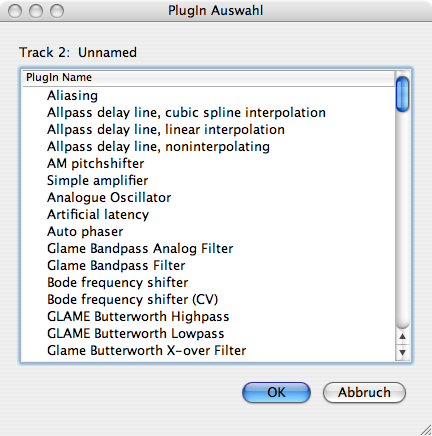 PlugIn Auswahl
Track 2: Unnamed
PlugIn Name
Aliasing
Allpass delay line, cubic spline interpolation
Allpass delay line, linear interpolation
Allpass delay line, noninterpolating
AM pitchshifter
Simple amplifier
Analogue Oscillator
Artificial latency
Auto phaser
Glame Bandpass Analog Filter
Glame Bandpass Filter
Bode frequency shifter
Bode frequency shifter (CV)
GLAME Butterworth Highpass
GLAME Butterworth Lowpass
Glame Butterworth X-over Filter
OK Abbruch